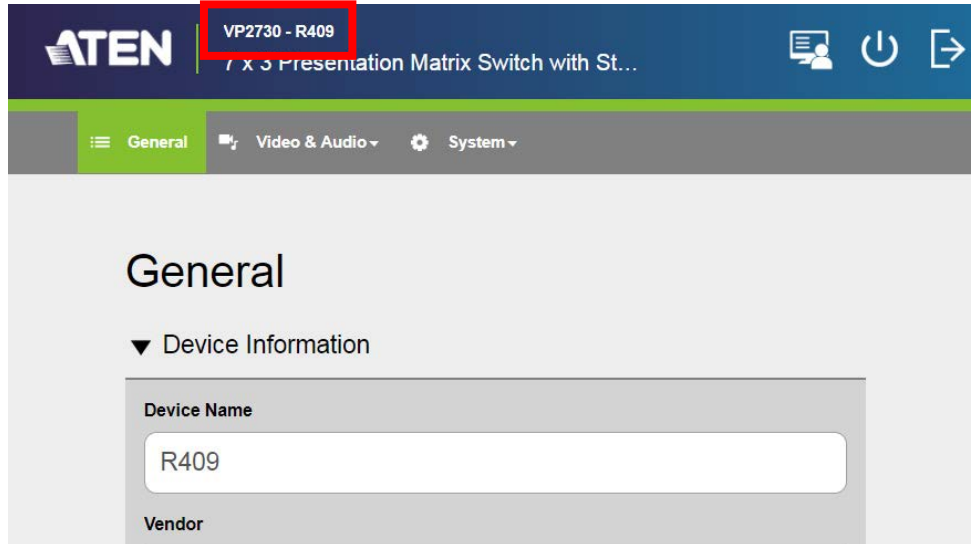 ATEN
VP2730 - R409
7 x 3 Presentation Matrix Switch with St...
General Video & Audio System
General
Device Information
Device Name
R409
Vendor